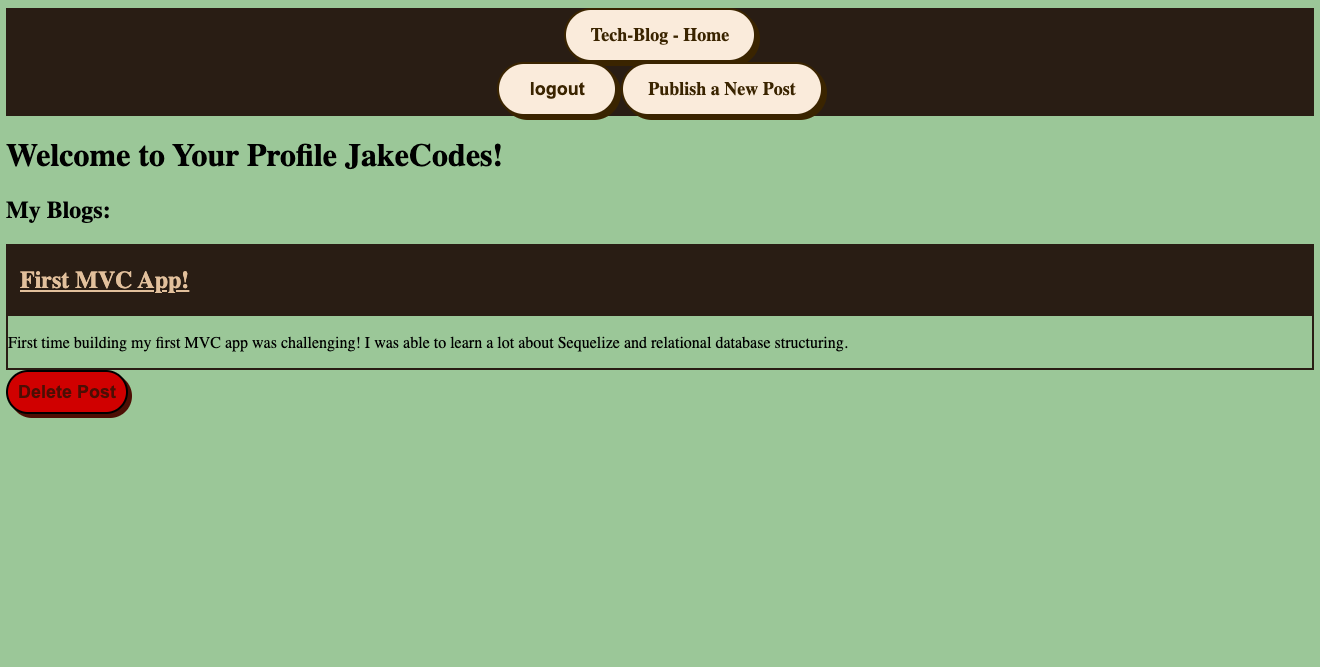 Tech-Blog - Home
logout Publish a New Post
Welcome to Your Profile JakeCodes!
My Blogs:
First MVC App!
First time building my first MVC app was challenging! I was able to learn a lot about Sequelize and relational database structuring.
Delete Post